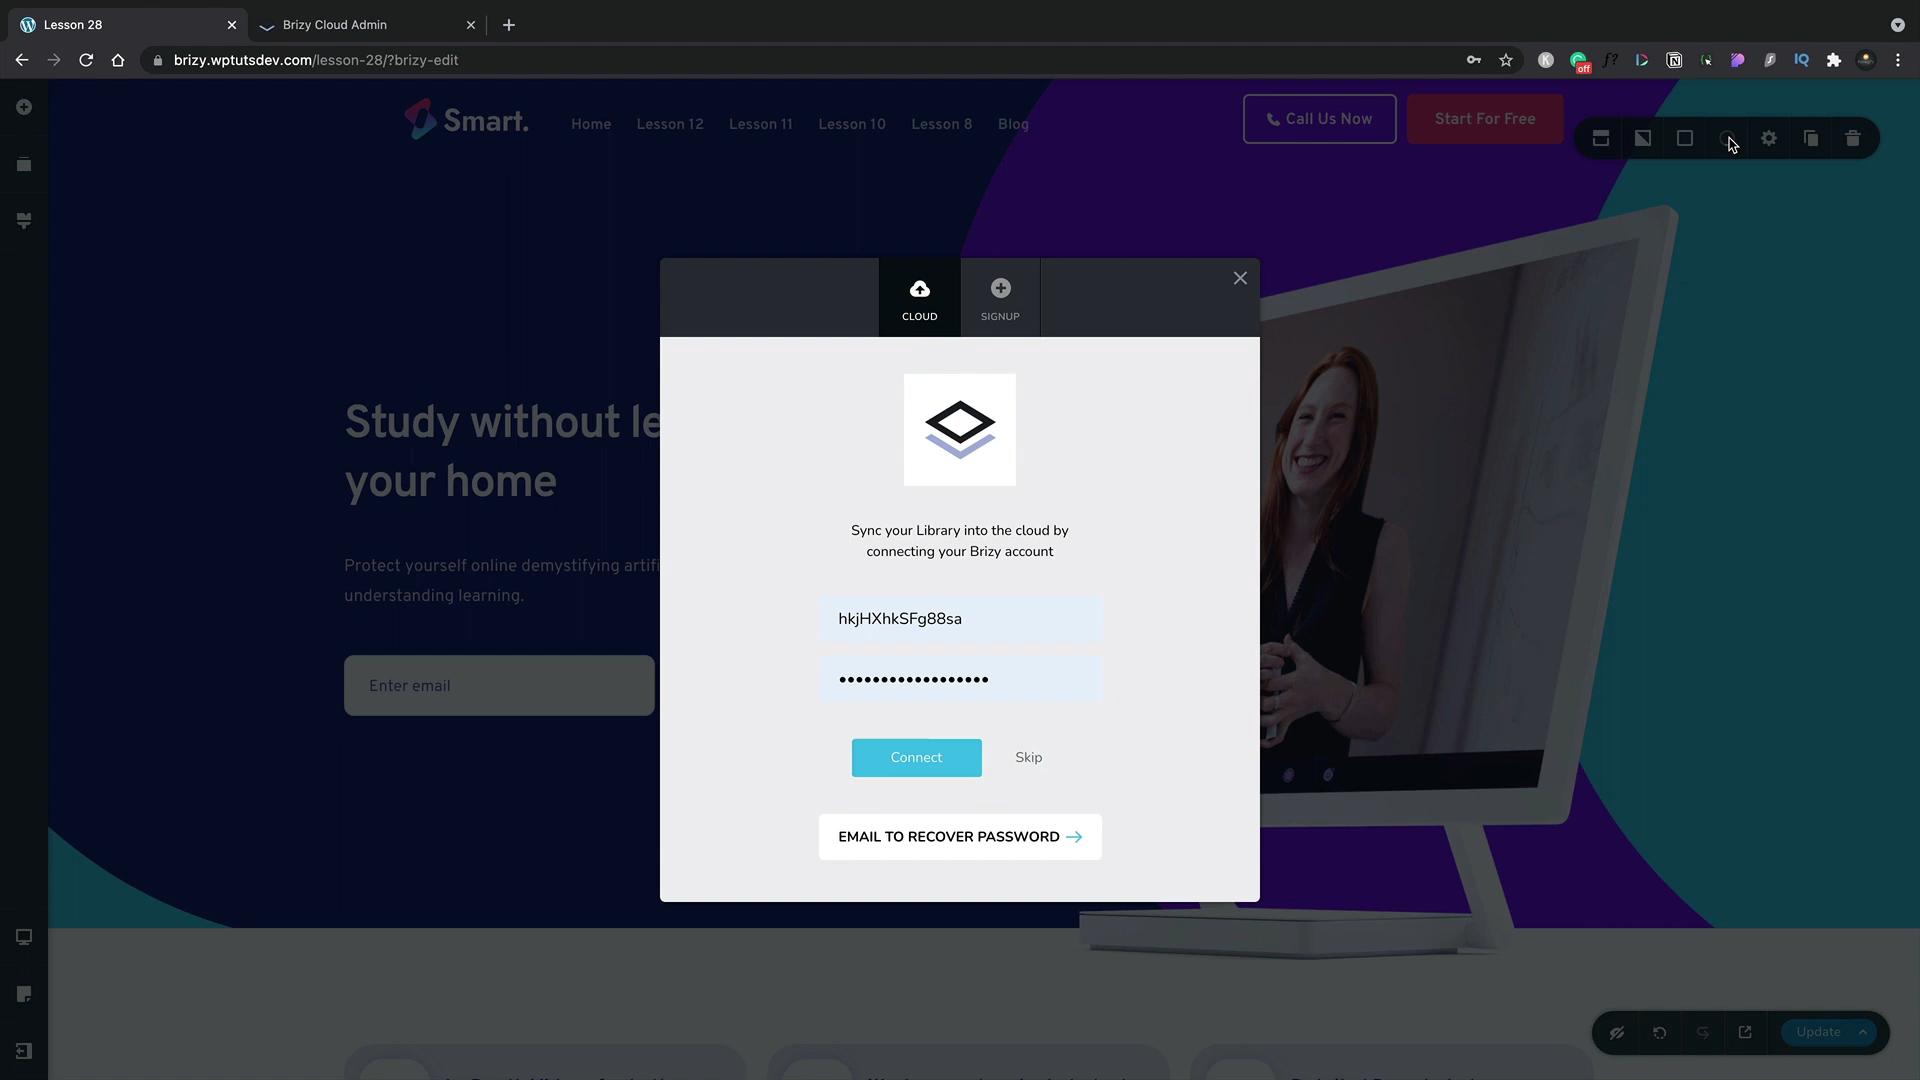 Lesson 28
Brizy Cloud Admin
brizy.wptutsdev.com/lesson-28/?brizy-edit
off
Smart.
Home
Lesson 12
Lesson 11
Lesson 10
Lesson 8
Blog
Call Us Now
Start For Free
CLOUD
SIGNUP
Study without le
your home
Protect yourself online demystifying artifi
understanding learning.
Enter email
Sync your Library into the cloud by
connecting your Brizy account
hkjHXhkSFg88sa
Connect
Skip
EMAIL TO RECOVER PASSWORD
Update